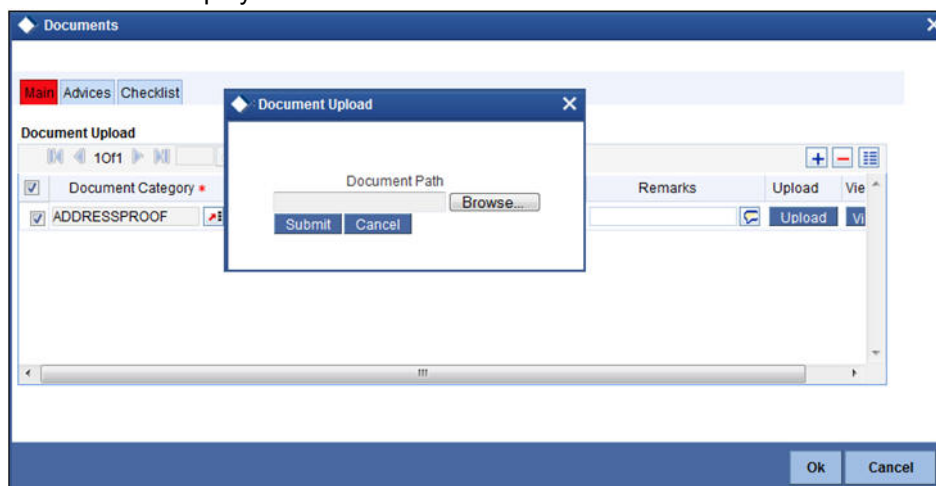 Documents
Main Advices Checklist
Document Upload
Document Upload
1Of1
Document Path
Browse...
Submit Cancel
Document Category * Remarks Upload Vie
ADDRESSPROOF Upload Vi
Ok Cancel